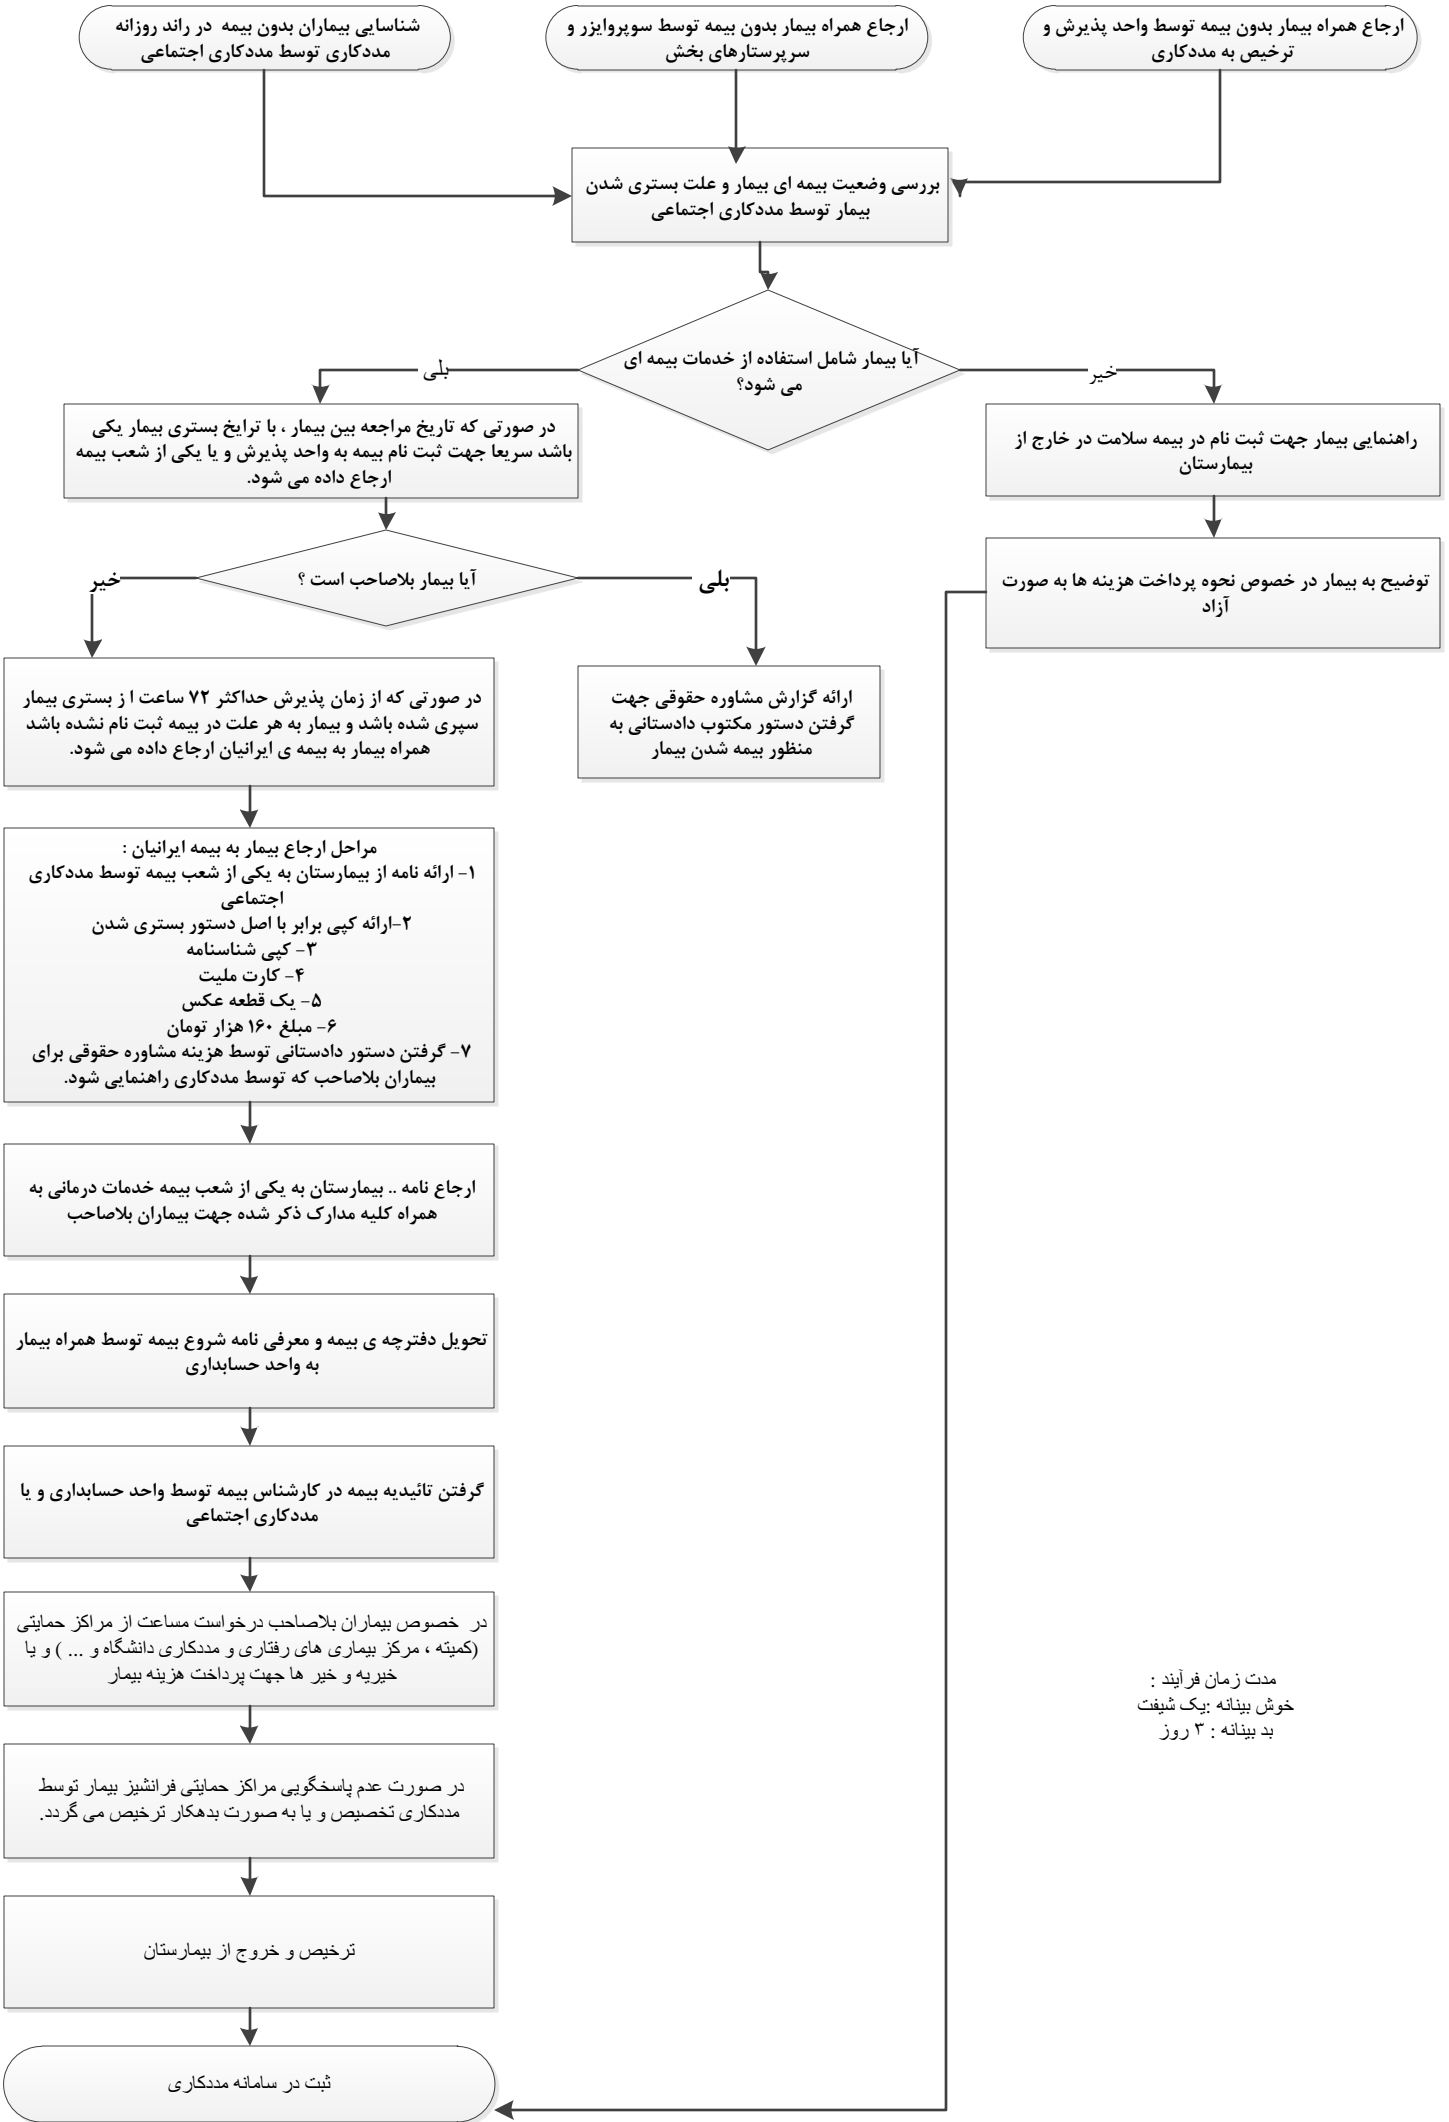 ارجاع همراه بیمار بدون بیمه توسط واحد پذیرش و
ترخیص به مددکاری
ارجاع همراه بیمار بدون بیمه توسط سوپروایزر و
سرپرستارهای بخش
شناسایی بیماران بدون بیمه در راند روزانه
مددکاری توسط مددکاری اجتماعی
بررسی وضعیت بیمه ای بیمار و علت بستری شدن
بیمار توسط مددکاری اجتماعی
آیا بیمار شامل استفاده از خدمات بیمه ای
می شود؟
خیر
بلی
راهنمایی بیمار جهت ثبت نام در بیمه سلامت در خارج از
بیمارستان
توضیح به بیمار در خصوص نحوه پرداخت هزینه ها به صورت
آزاد
در صورتی که تاریخ مراجعه بین بیمار ، با ترایخ بستری بیمار یکی
باشد سریعا جهت ثبت نام بیمه به واحد پذیرش و یا یکی از شعب بیمه
ارجاع داده می شود.
آیا بیمار بلاصاحب است ؟
بلی
خیر
ارائه گزارش مشاوره حقوقی جهت
گرفتن دستور مکتوب دادستانی به
منظور بیمه شدن بیمار
در صورتی که از زمان پذیرش حداکثر ۷۲ ساعت ا ز بستری بیمار
سپری شده باشد و بیمار به هر علت در بیمه ثبت نام نشده باشد
همراه بیمار به بیمه ی ایرانیان ارجاع داده می شود.
مراحل ارجاع بیمار به بیمه ایرانیان :
۱- ارائه نامه از بیمارستان به یکی از شعب بیمه توسط مددکاری
اجتماعی
۲-ارائه کپی برابر با اصل دستور بستری شدن
۳- کپی شناسنامه
۴- کارت ملیت
۵- یک قطعه عکس
۶- مبلغ ۱۶۰ هزار تومان
۷- گرفتن دستور دادستانی توسط هزینه مشاوره حقوقی برای
بیماران بلاصاحب که توسط مددکاری راهنمایی شود.
ارجاع نامه .. بیمارستان به یکی از شعب بیمه خدمات درمانی به
همراه کلیه مدارک ذکر شده جهت بیماران بلاصاحب
تحویل دفترچه ی بیمه و معرفی نامه شروع بیمه توسط همراه بیمار
به واحد حسابداری
گرفتن تائیدیه بیمه در کارشناس بیمه توسط واحد حسابداری و یا
مددکاری اجتماعی
در خصوص بیماران بلاصاحب درخواست مساعت از مراکز حمایتی
(کمیته ، مرکز بیماری های رفتاری و مددکاری دانشگاه و ... ) و یا
خیریه و خیر ها جهت پرداخت هزینه بیمار
در صورت عدم پاسخگویی مراکز حمایتی فرانشیز بیمار توسط
مددکاری تخصیص و یا به صورت بدهکار ترخیص می گردد.
ترخیص و خروج از بیمارستان
ثبت در سامانه مددکاری
مدت زمان فرآیند :
خوش بینانه :یک شیفت
بد بینانه : ۳ روز